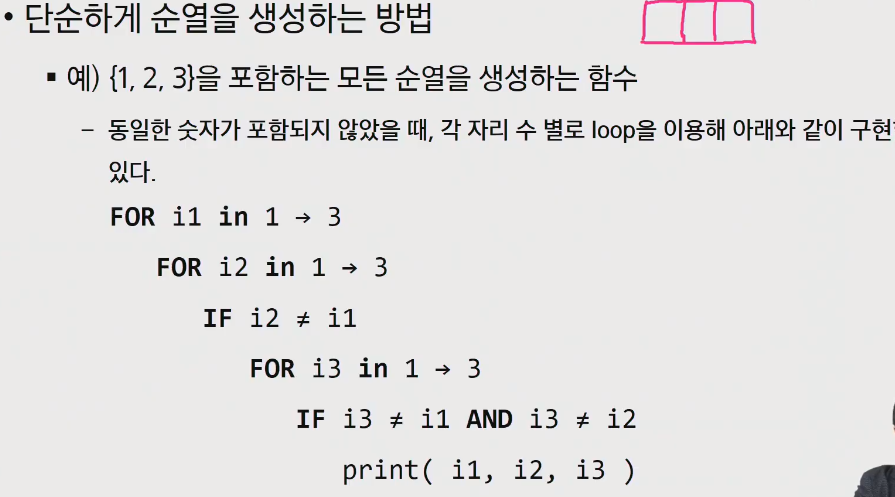 • 단순하게 순열을 생성하는 방법
▪ 예) {1, 2, 3}을 포함하는 모든 순열을 생성하는 함수
– 동일한 숫자가 포함되지 않았을 때, 각 자리 수 별로 loop을 이용해 아래와 같이
있다.
FOR i1 in 1 → 3
FOR i2 in 1 → 3
IF i2 ≠ i1
FOR i3 in 1 → 3
IF i3 ≠ i1 AND i3 ≠ i2
print( i1, i2, i3 )